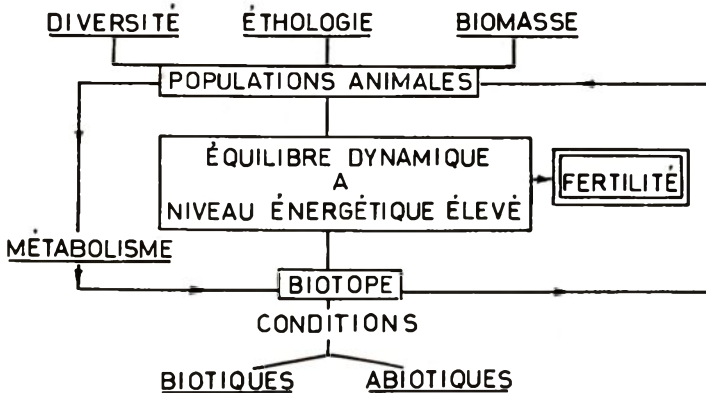 DIVERSITÉ ÉTHOLOGIE BIOMASSE
POPULATIONS ANIMALES
ÉQUILIBRE DYNAMIQUE
A
NIVEAU ÉNERGÉTIQUE ÉLEVÉ
FERTILITÉ
MÉTABOLISME
BIOTOPE
CONDITIONS
BIOTIQUES ABIOTIQUES